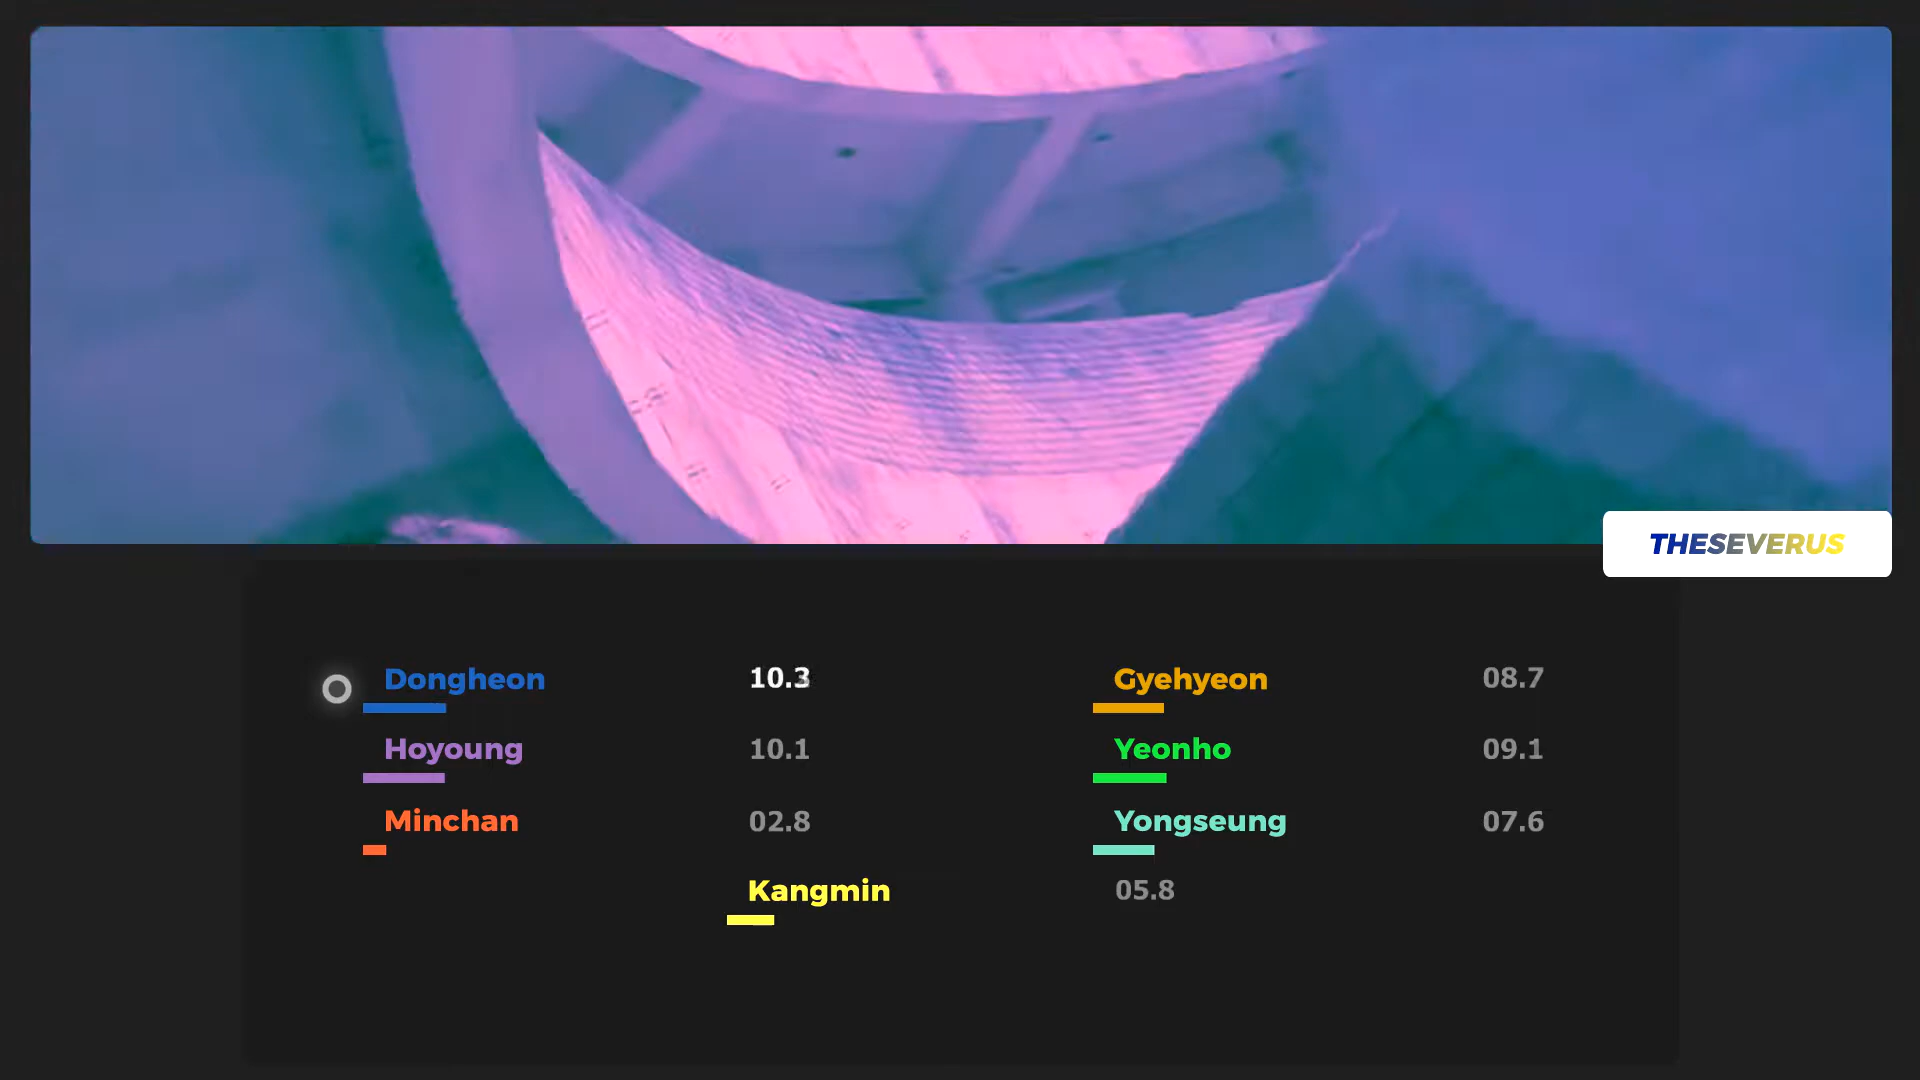 THESEVERUS
Dongheon 10.3
Gyehyeon 08.7
Hoyoung 10.1
Yeonho 09.1
Minchan 02.8
Yongseung 07.6
Kangmin 05.8